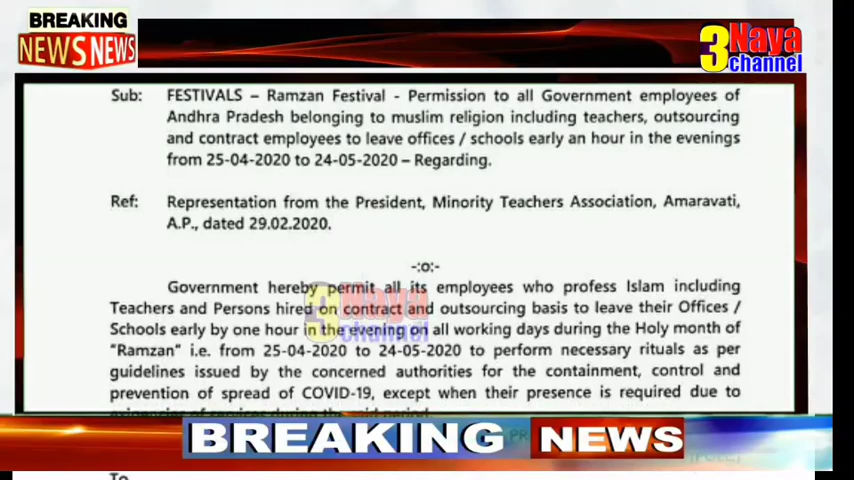 BREAKING
NEWSNEWS
3 Naya
channel
Sub: FESTIVALS – Ramzan Festival - Permission to all Government employees of
Andhra Pradesh belonging to muslim religion including teachers, outsourcing
and contract employees to leave offices / schools early an hour in the evenings
from 25-04-2020 to 24-05-2020 – Regarding.
Ref: Representation from the President, Minority Teachers Association, Amaravati,
A.P., dated 29.02.2020.
-:o:-
Government hereby permit all its employees who profess Islam including
Teachers and Persons hired on contract and outsourcing basis to leave their Offices /
Schools early by one hour in the evening on all working days during the Holy month of
"Ramzan" i.e. from 25-04-2020 to 24-05-2020 to perform necessary rituals as per
guidelines issued by the concerned authorities for the containment, control and
prevention of spread of COVID-19, except when their presence is required due to
3 Naya
channel
BREAKING NEWS
To